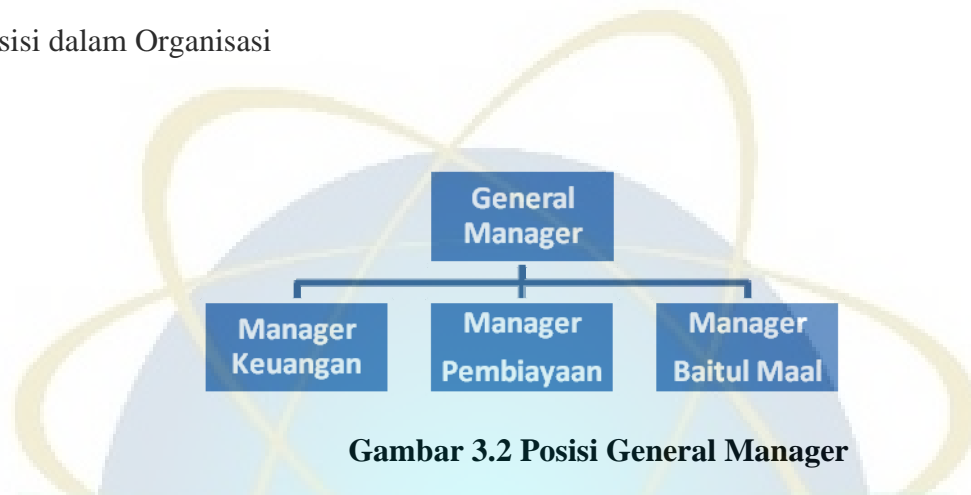 sisi dalam Organisasi
General
Manager
Manager
Keuangan
Manager
Pembiayaan
Manager
Baitul Maal
Gambar 3.2 Posisi General Manager